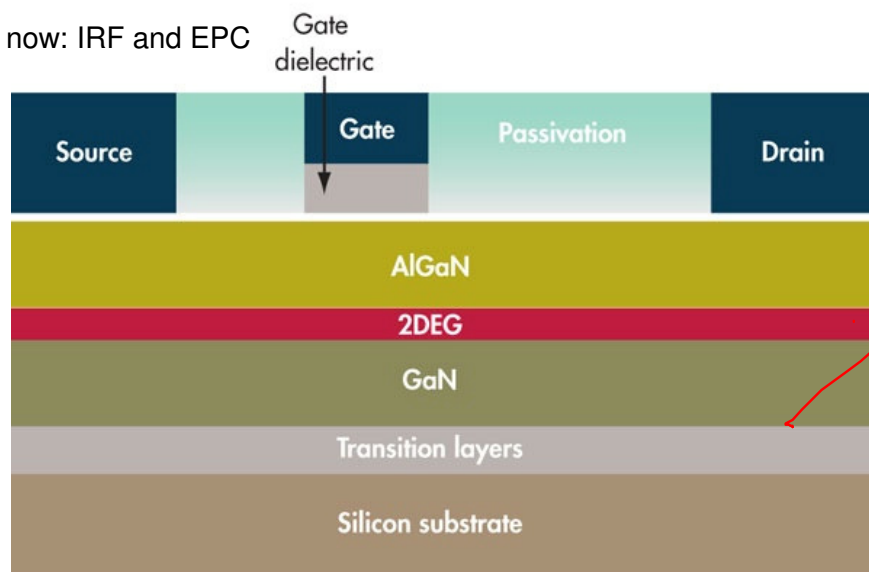 now: IRF and EPC
Gate
dielectric
Source
Gate
Passivation
Drain
AlGaN
2DEG
GaN
Transition layers
Silicon substrate